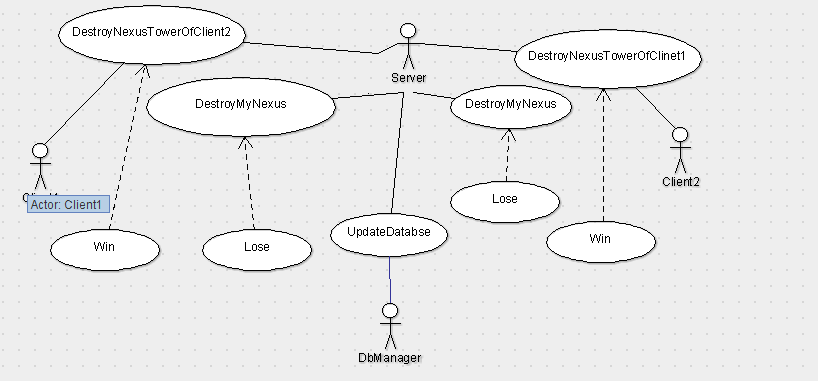 DestroyNexusTowerOfClient2
Server
DestroyNexusTowerOfClinet1
DestroyMyNexus
DestroyMyNexus
Client2
Actor: Client1
Lose
UpdateDatabse
Win
Lose
Win
DbManager